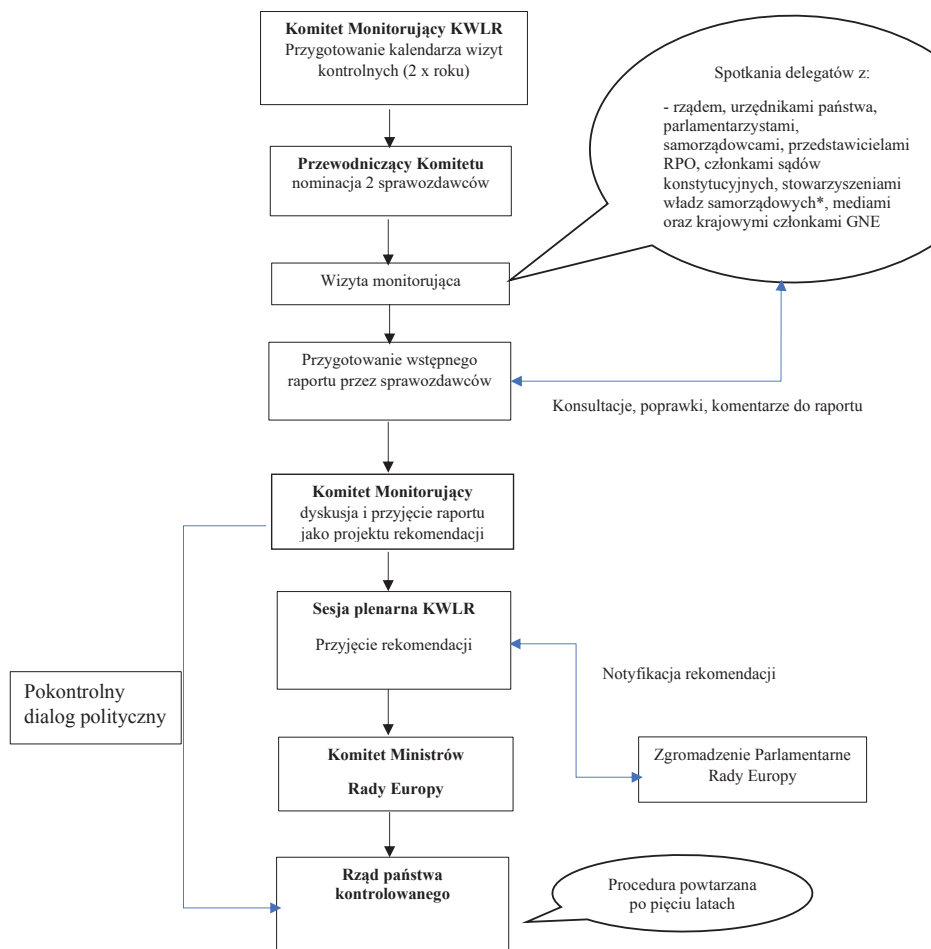 Komitet Monitorujący KWLR
Przygotowanie kalendarza wizyt
kontrolnych (2 x roku)
Spotkania delegatów z:
- rządem, urzędnikami państwa,
parlamentarzystami,
samorządowcami, przedstawicielami
RPO, członkami sądów
konstytucyjnych, stowarzyszeniami
władz samorządowych*, mediami
oraz krajowymi członkami GNE
Przewodniczący Komitetu
nominacja 2 sprawozdawców
Wizyta monitorująca
Przygotowanie wstępnego
raportu przez sprawozdawców
Konsultacje, poprawki, komentarze do raportu
Komitet Monitorujący
dyskusja i przyjęcie raportu
jako projektu rekomendacji
Sesja plenarna KWLR
Przyjęcie rekomendacji
Notyfikacja rekomendacji
Pokontrolny
dialog polityczny
Komitet Ministrów
Rady Europy
Zgromadzenie Parlamentarne
Rady Europy
Rząd państwa
kontrolowanego
Procedura powtarzana
po pięciu latach